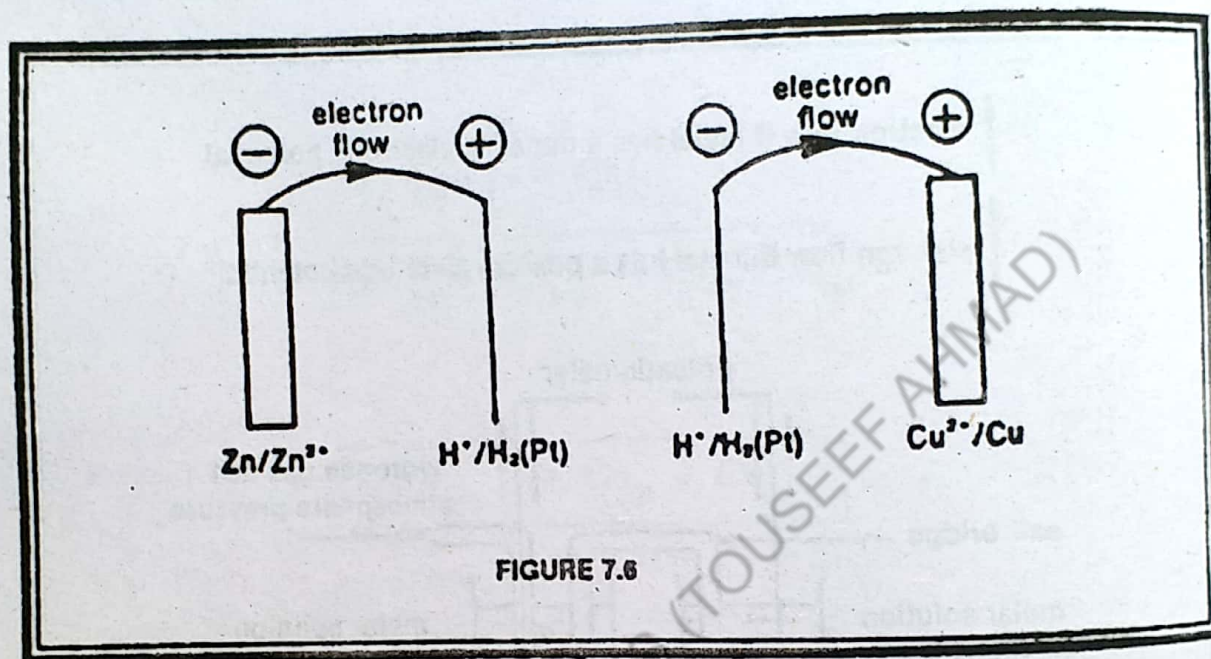 electron
flow
⊖
⊕
Zn/Zn²⁺
H⁺/H₂(Pt)
electron
flow
⊖
⊕
H⁺/H₂(Pt)
Cu²⁺/Cu
FIGURE 7.6
(TOUSEEF AHMAD)